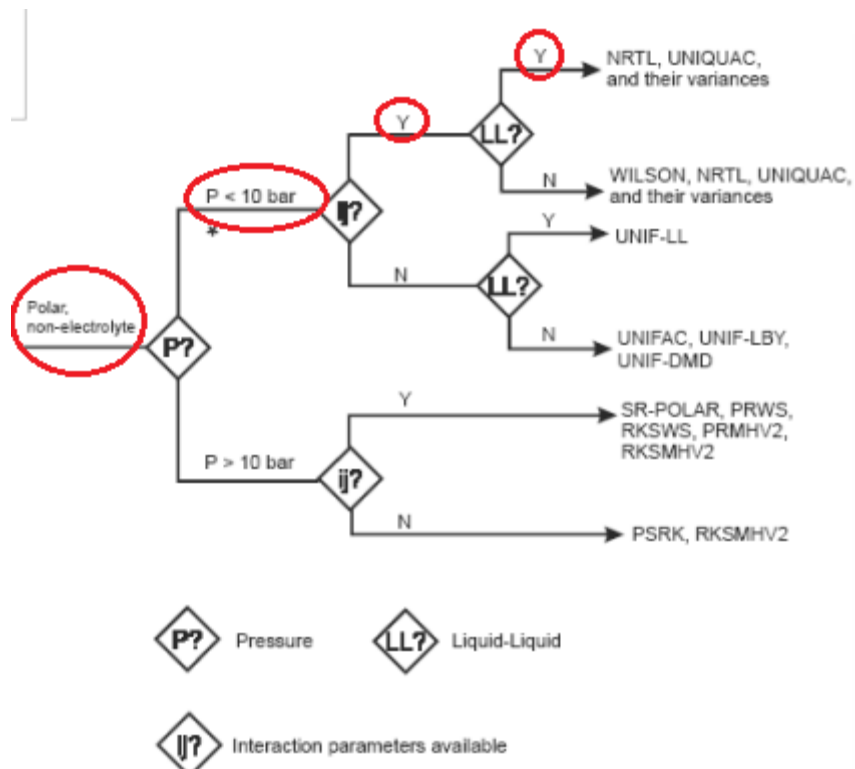 Y
NRTL, UNIQUAC,
and their variances
Y
LL?
P < 10 bar
N
WILSON, NRTL, UNIQUAC,
and their variances
ij?
*
Y
UNIF-LL
Polar,
non-electrolyte
N
LL?
P?
N
UNIFAC, UNIF-LBY,
UNIF-DMD
Y
SR-POLAR, PRWS,
RKSWS, PRMHV2,
RKSMHV2
P > 10 bar
ij?
N
PSRK, RKSMHV2
P? Pressure
LL? Liquid-Liquid
ij? Interaction parameters available